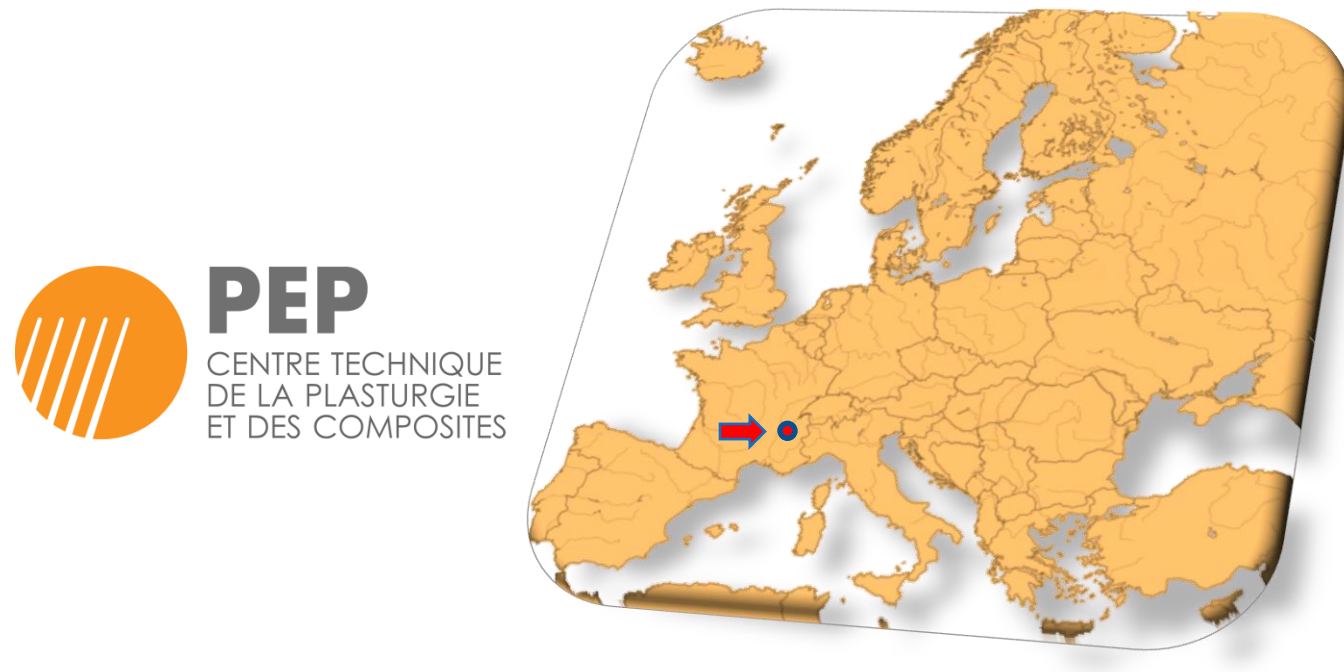 PEP
CENTRE TECHNIQUE
DE LA PLASTURGIE
ET DES COMPOSITES